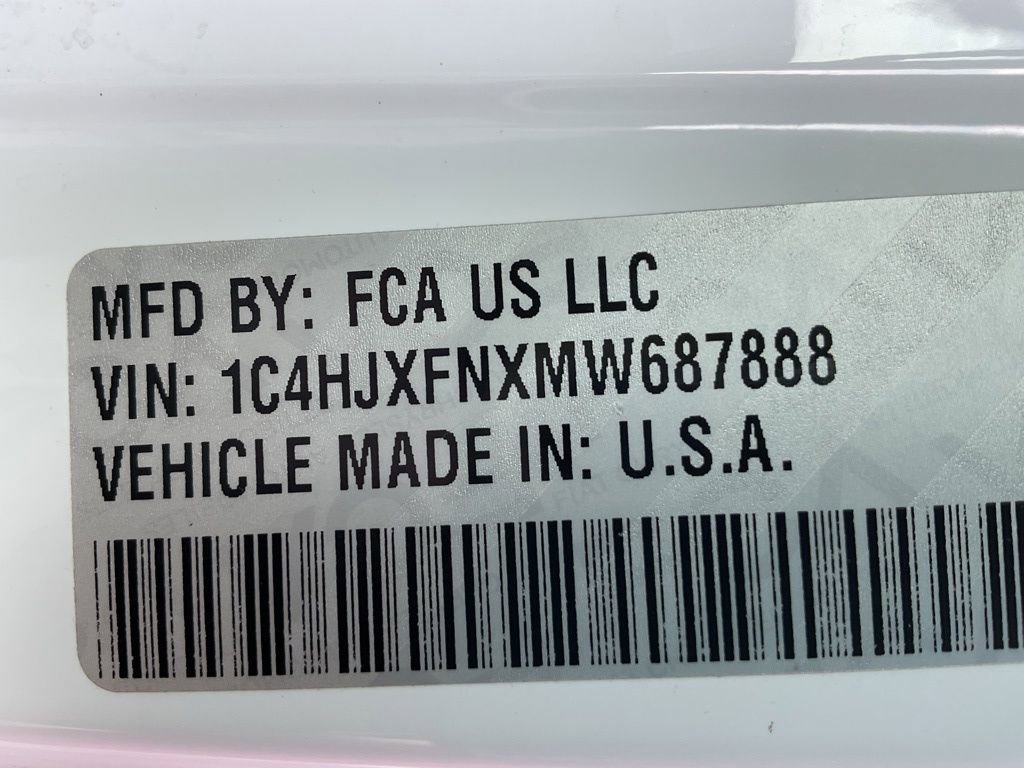 MFD BY: FCA US LLC
VIN: 1C4HJXFNXMW687888
VEHICLE MADE IN: U.S.A.